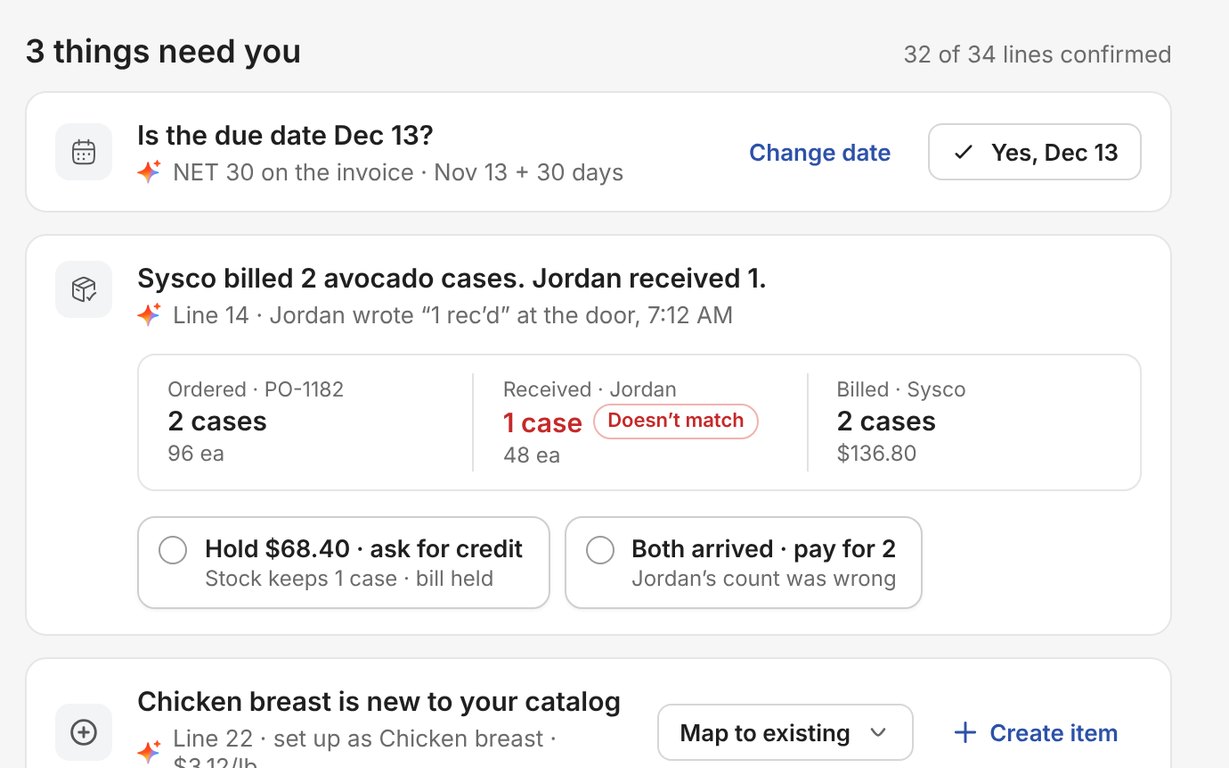 3 things need you
32 of 34 lines confirmed
Is the due date Dec 13?
NET 30 on the invoice · Nov 13 + 30 days
Change date
Yes, Dec 13
Sysco billed 2 avocado cases. Jordan received 1.
Line 14 · Jordan wrote “1 rec’d” at the door, 7:12 AM
Ordered · PO-1182
2 cases
96 ea
Received · Jordan
1 case
Doesn’t match
48 ea
Billed · Sysco
2 cases
$136.80
Hold $68.40 · ask for credit
Stock keeps 1 case · bill held
Both arrived · pay for 2
Jordan’s count was wrong
Chicken breast is new to your catalog
Line 22 · set up as Chicken breast ·
$3.12/lb
Map to existing
Create item